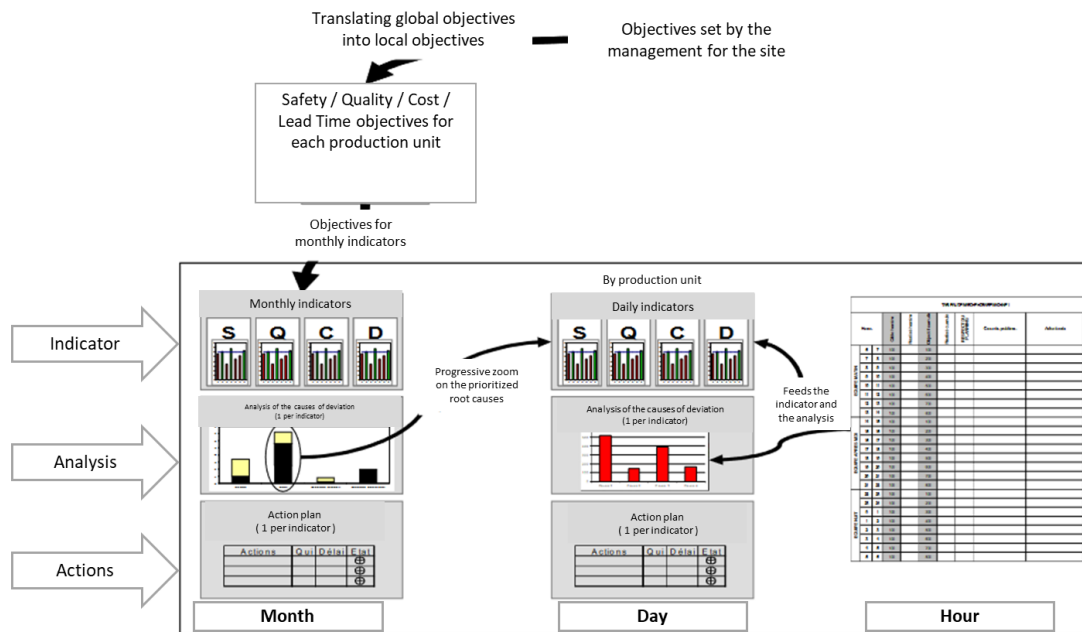 Translating global objectives
into local objectives
Objectives set by the
management for the site
Safety / Quality / Cost /
Lead Time objectives for
each production unit
Objectives for
monthly indicators
By production unit
Indicator
Analysis
Actions
Monthly indicators
S Q C D
Analysis of the causes of deviation
(1 per indicator)
Action plan
( 1 per indicator )
Actions Qui Délai Etat
Month
Progressive zoom
on the prioritized
root causes
Daily indicators
S Q C D
Analysis of the causes of deviation
(1 per indicator)
Action plan
( 1 per indicator )
Actions Qui Délai Etat
Day
Feeds the
indicator and
the analysis
Hour